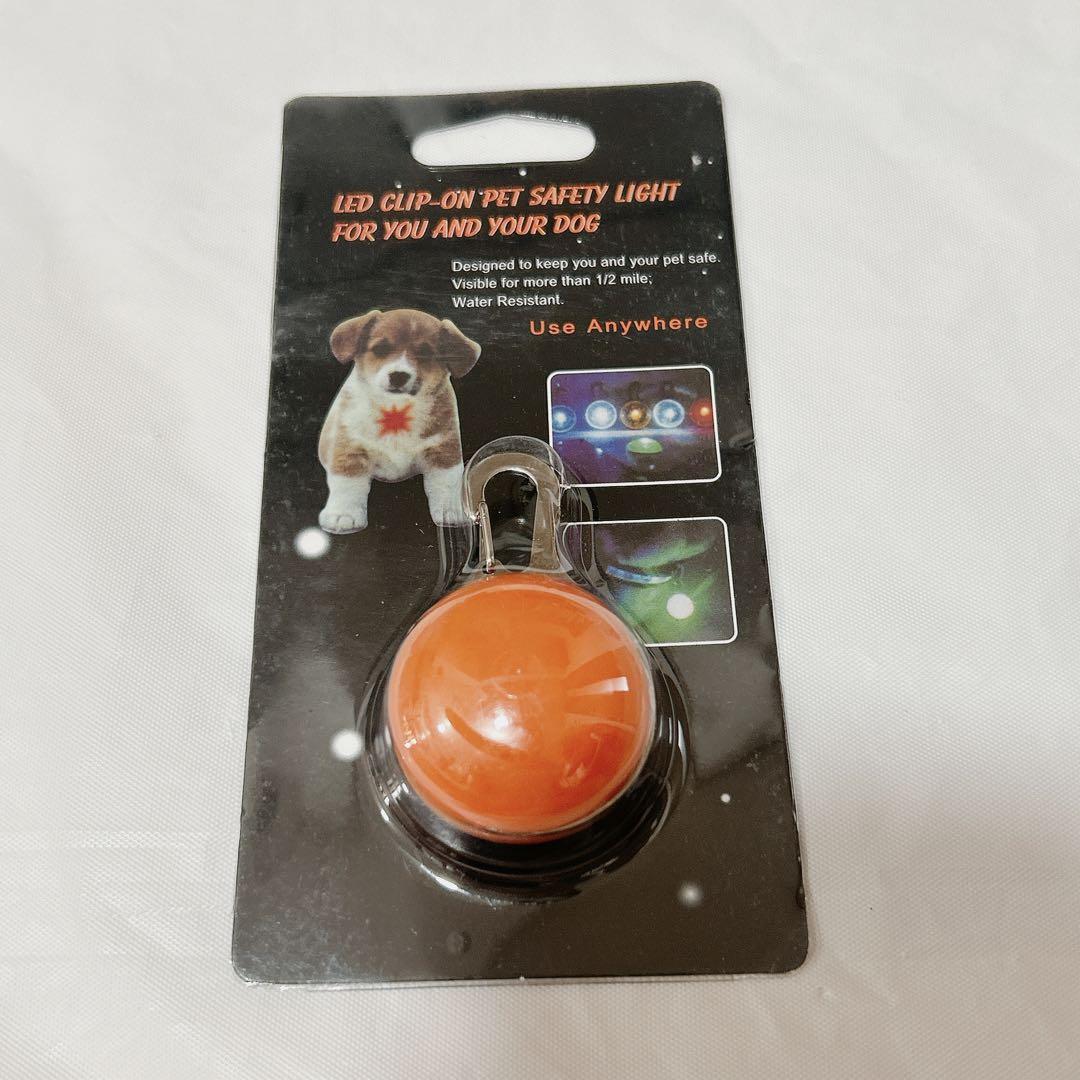 LED CLIP-ON PET SAFETY LIGHT
FOR YOU AND YOUR DOG
Designed to keep you and your pet safe.
Visible for more than 1/2 mile;
Water Resistant.
Use Anywhere